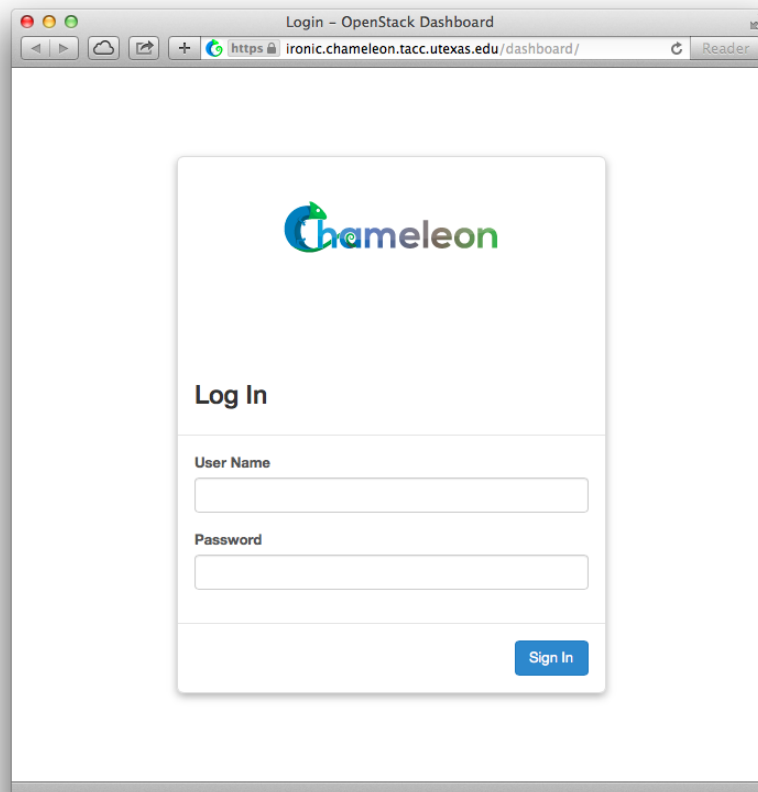 Login – OpenStack Dashboard
https ironic.chameleon.tacc.utexas.edu/dashboard/ Reader
Chameleon
Log In
User Name
Password
Sign In